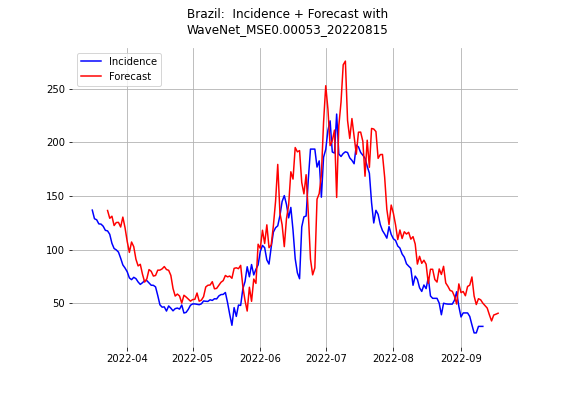 Brazil:  Incidence + Forecast with
WaveNet_MSE0.00053_20220815
Incidence
Forecast
250
200
150
100
50
2022-04
2022-05
2022-06
2022-07
2022-08
2022-09